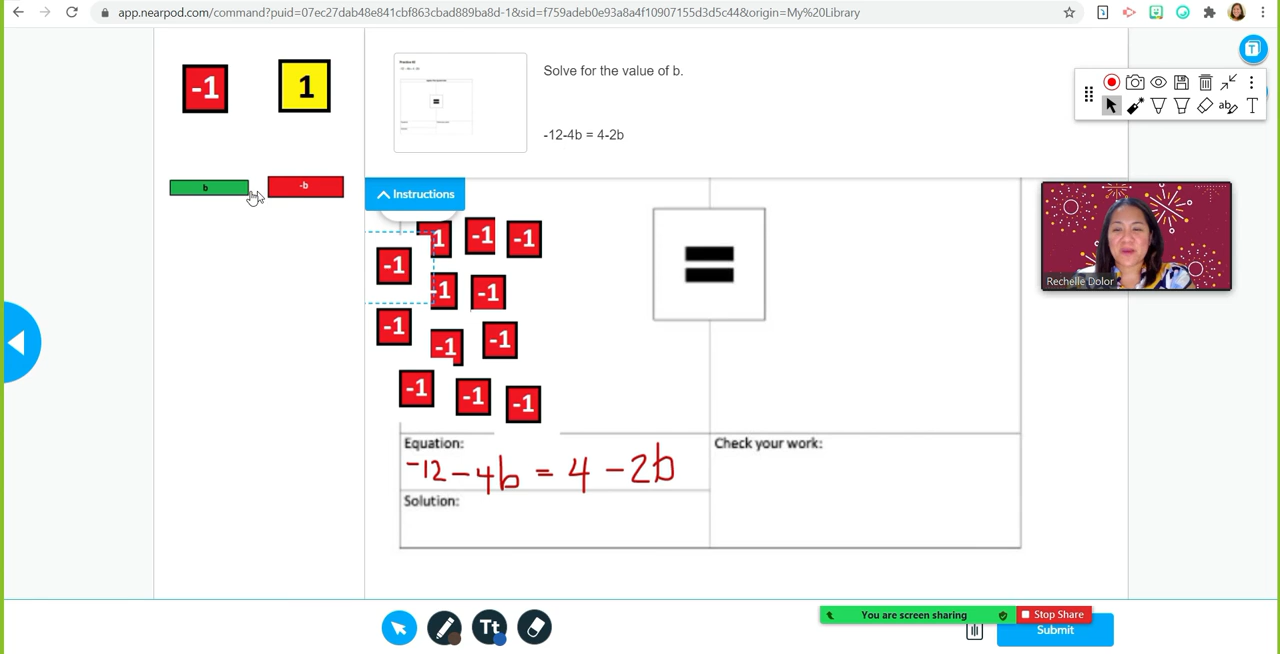 app.nearpod.com/command?puid=07ec27dab48e841cbf863cbad889ba8d-1&sid=f759adeb0e93a8a4f10907155d3d5c44&origin=My%20Library
-1
1
Solve for the value of b.
-12-4b = 4-2b
b
-b
Instructions
1 -1 -1
-1
-1 -1
-1
-1 -1
-1 -1 -1
=
Rechelle Dolor
Equation:
-12 - 4b = 4 - 2b
Solution:
Check your work:
You are screen sharing
Stop Share
Tt
Submit
T
ab
T